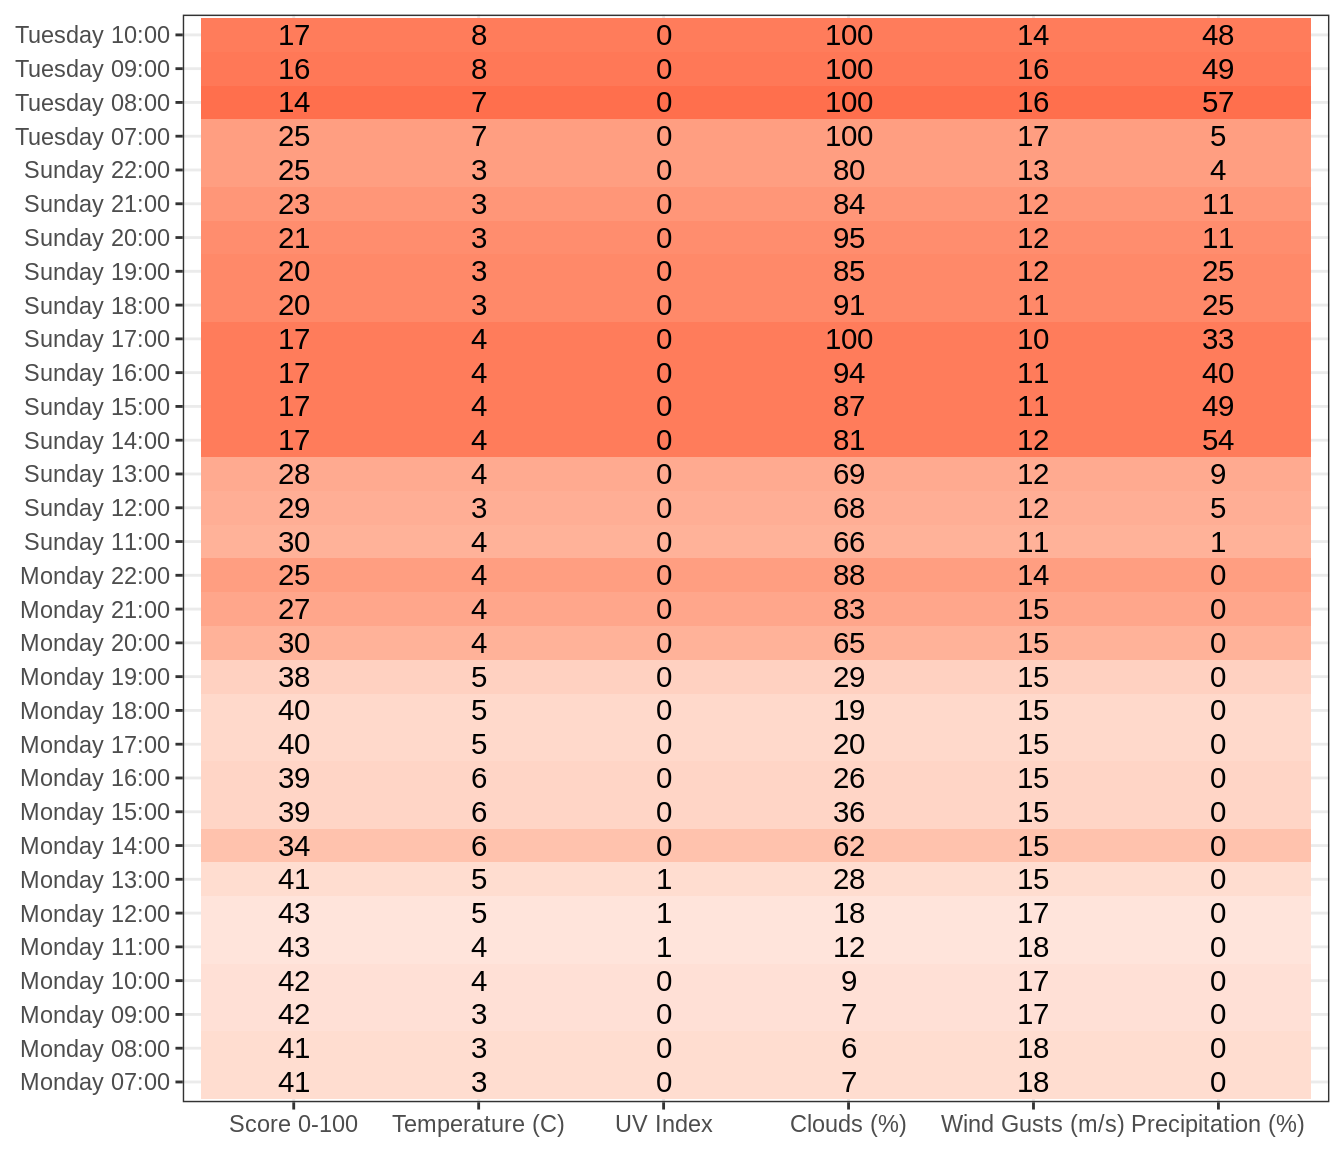 Tuesday 10:00 17 8 0 100 14 48
Tuesday 09:00 16 8 0 100 16 49
Tuesday 08:00 14 7 0 100 16 57
Tuesday 07:00 25 7 0 100 17 5
Sunday 22:00 25 3 0 80 13 4
Sunday 21:00 23 3 0 84 12 11
Sunday 20:00 21 3 0 95 12 11
Sunday 19:00 20 3 0 85 12 25
Sunday 18:00 20 3 0 91 11 25
Sunday 17:00 17 4 0 100 10 33
Sunday 16:00 17 4 0 94 11 40
Sunday 15:00 17 4 0 87 11 49
Sunday 14:00 17 4 0 81 12 54
Sunday 13:00 28 4 0 69 12 9
Sunday 12:00 29 3 0 68 12 5
Sunday 11:00 30 4 0 66 11 1
Monday 22:00 25 4 0 88 14 0
Monday 21:00 27 4 0 83 15 0
Monday 20:00 30 4 0 65 15 0
Monday 19:00 38 5 0 29 15 0
Monday 18:00 40 5 0 19 15 0
Monday 17:00 40 5 0 20 15 0
Monday 16:00 39 6 0 26 15 0
Monday 15:00 39 6 0 36 15 0
Monday 14:00 34 6 0 62 15 0
Monday 13:00 41 5 1 28 15 0
Monday 12:00 43 5 1 18 17 0
Monday 11:00 43 4 1 12 18 0
Monday 10:00 42 4 0 9 17 0
Monday 09:00 42 3 0 7 17 0
Monday 08:00 41 3 0 6 18 0
Monday 07:00 41 3 0 7 18 0
Score 0-100 Temperature (C) UV Index Clouds (%) Wind Gusts (m/s) Precipitation (%)